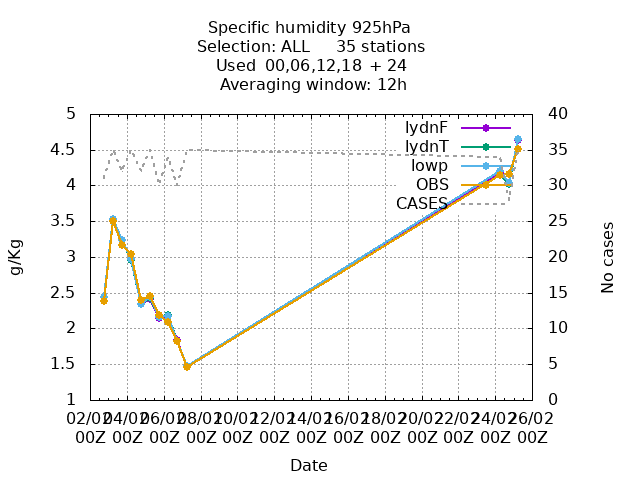 Specific humidity 925hPa
Selection: ALL 35 stations
Used 00,06,12,18 + 24
Averaging window: 12h
g/Kg
5
4.5
4
3.5
3
2.5
2
1.5
1
lydnF
lydnT
lowp
OBS
CASES
40
35
30
25
20
15
10
5
0
No cases
02/02 04/02 06/02 08/02 10/02 12/02 14/02 16/02 18/02 20/02 22/02 24/02 26/02
00Z 00Z 00Z 00Z 00Z 00Z 00Z 00Z 00Z 00Z 00Z 00Z 00Z
Date